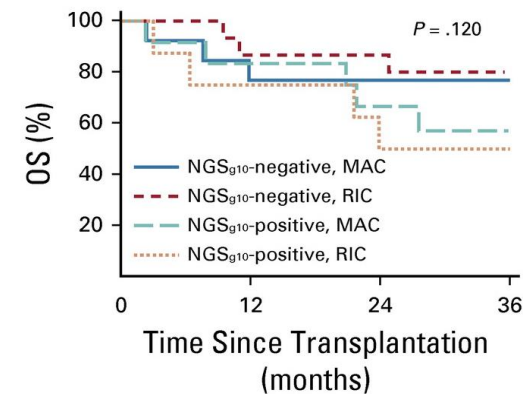 100
80
60
40
20
OS (%)
P = .120
NGSg10-negative, MAC
NGSg10-negative, RIC
NGSg10-positive, MAC
NGSg10-positive, RIC
0 12 24 36
Time Since Transplantation
(months)